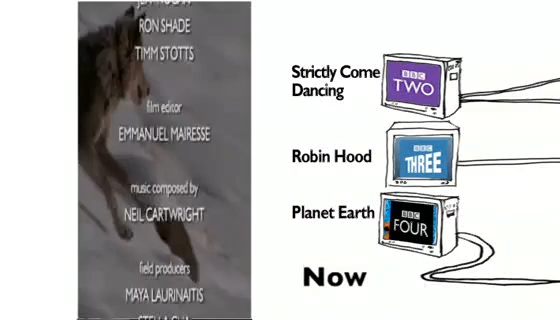 RON SHADE
TIMM STOTTS
film editor
EMMANUEL MAIRESSE
music composed by
NEIL CARTWRIGHT
field producers
MAYA LAURINAITIS
Strictly Come
Dancing
BBC
TWO
Robin Hood
BBC
THREE
Planet Earth
BBC
FOUR
Now